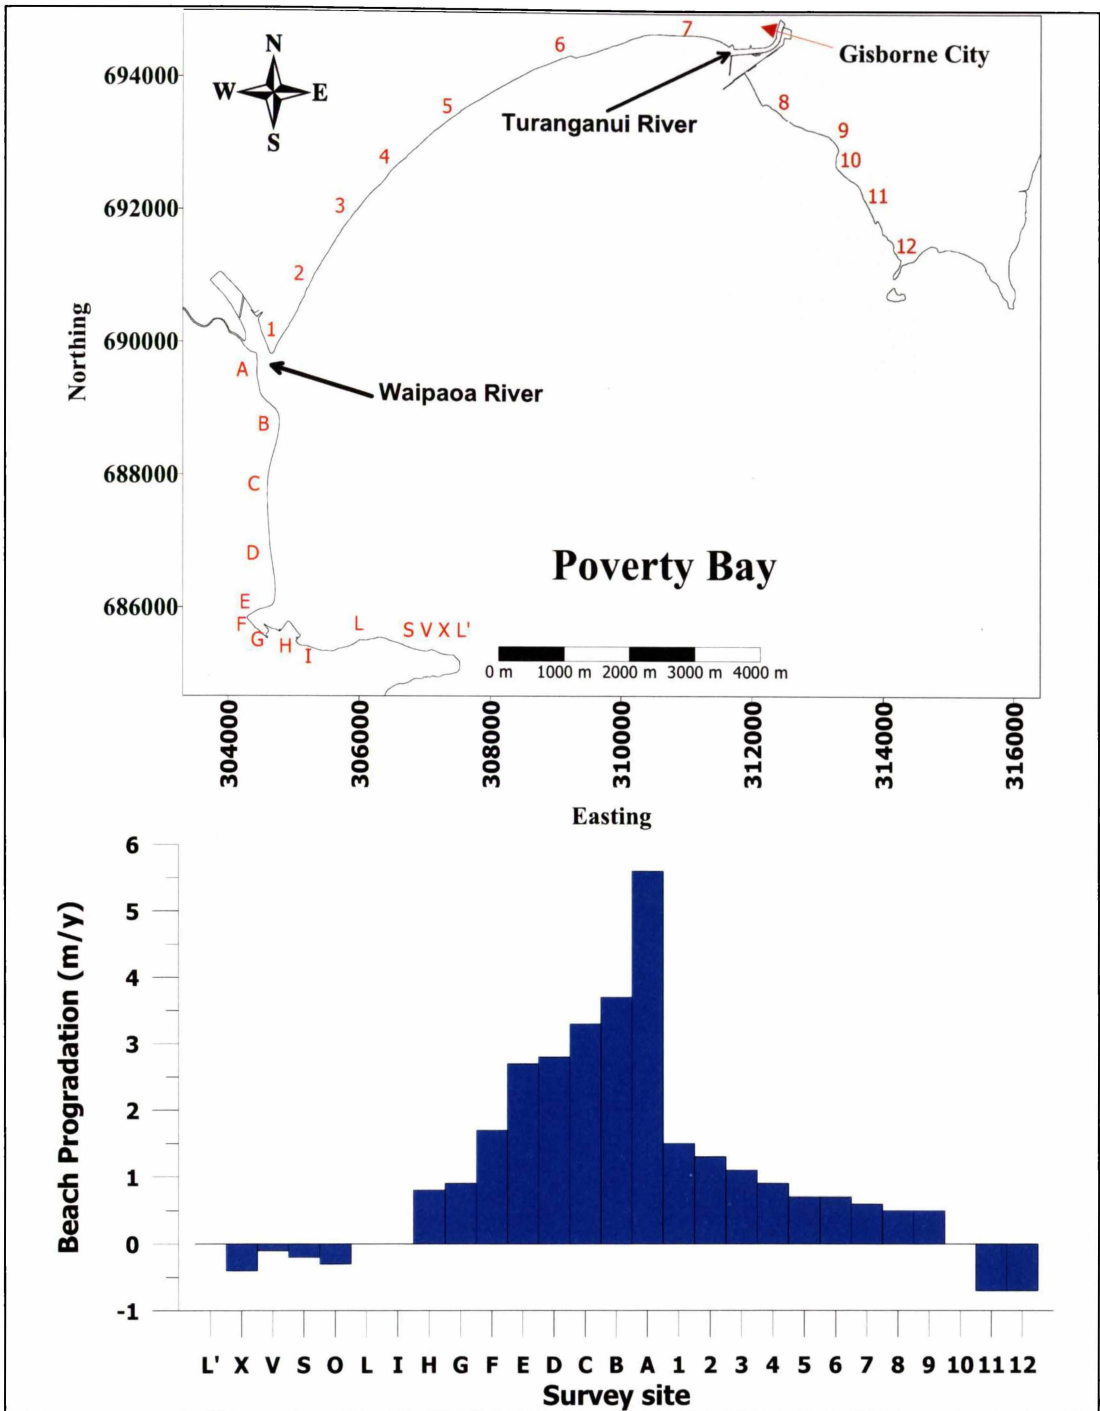 N
W E
S
7
6
Gisborne City
694000
5
Turanganui River
8
9
4
10
3
11
692000
12
2
1
690000
A
Waipaoa River
B
688000
C
D
Poverty Bay
E
686000
F
G
H
I
L
S V X L'
0 m 1000 m 2000 m 3000 m 4000 m
Northing
304000 306000 308000 310000 312000 314000 316000
Easting
6
5
4
3
2
1
0
-1
Beach Progradation (m/y)
L' X V S O L I H G F E D C B A 1 2 3 4 5 6 7 8 9 10 11 12
Survey site